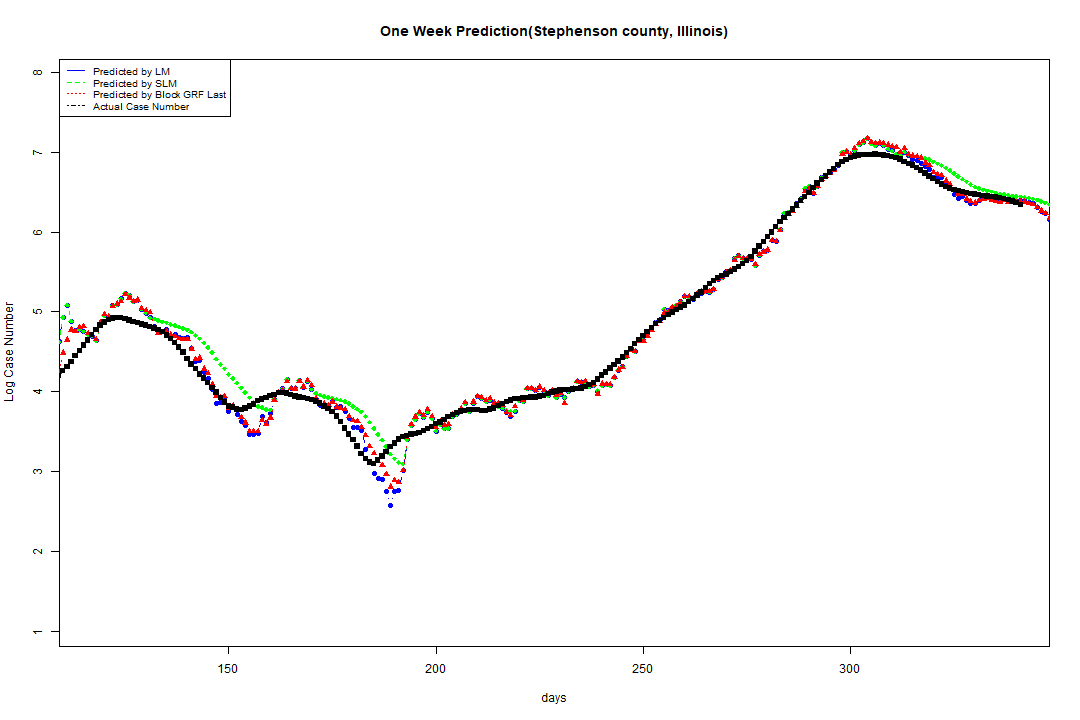 One Week Prediction(Stephenson county, Illinois)
Predicted by LM
Predicted by SLM
Predicted by Block GRF Last
Actual Case Number
8
7
6
5
4
3
2
1
Log Case Number
150 200 250 300
days